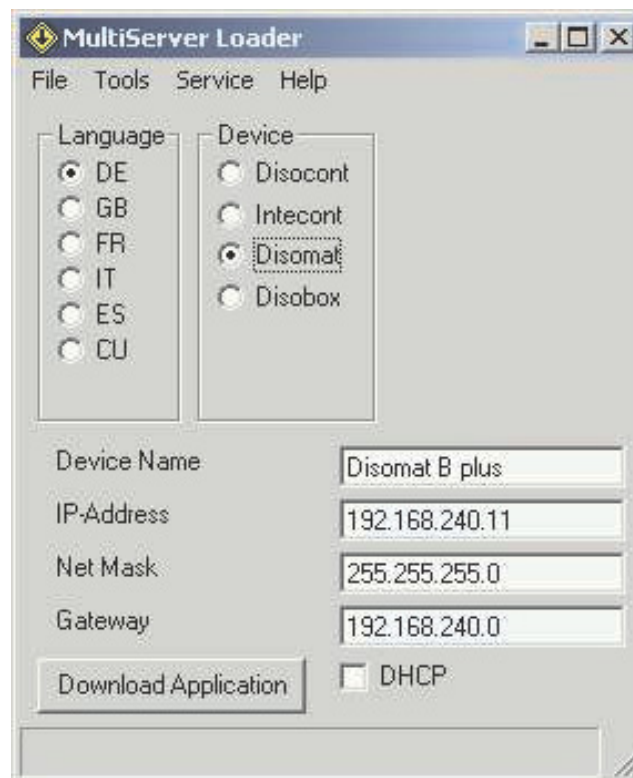 MultiServer Loader
File Tools Service Help
Language
DE
GB
FR
IT
ES
CU
Device
Disocont
Intecont
Disomat
Disobox
Device Name Disomat B plus
IP-Address 192.168.240.11
Net Mask 255.255.255.0
Gateway 192.168.240.0
Download Application DHCP